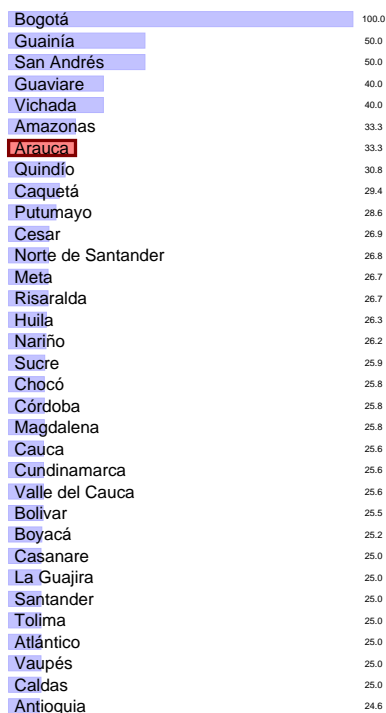 Bogotá 100.0
Guainía 50.0
San Andrés 50.0
Guaviare 40.0
Vichada 40.0
Amazonas 33.3
Arauca 33.3
Quindío 30.8
Caquetá 29.4
Putumayo 28.6
Cesar 26.9
Norte de Santander 26.8
Meta 26.7
Risaralda 26.7
Huila 26.3
Nariño 26.2
Sucre 25.9
Chocó 25.8
Córdoba 25.8
Magdalena 25.8
Cauca 25.6
Cundinamarca 25.6
Valle del Cauca 25.6
Bolivar 25.5
Boyacá 25.2
Casanare 25.0
La Guajira 25.0
Santander 25.0
Tolima 25.0
Atlántico 25.0
Vaupés 25.0
Caldas 25.0
Antioquia 24.6